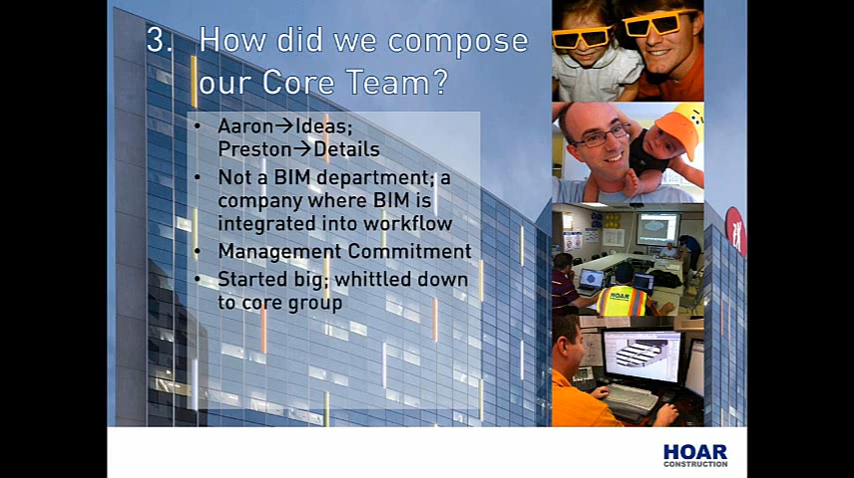 3. How did we compose
our Core Team?
• Aaron→Ideas;
Preston→Details
• Not a BIM department; a
company where BIM is
integrated into workflow
• Management Commitment
• Started big; whittled down
to core group
HOAR
HOAR
CONSTRUCTION